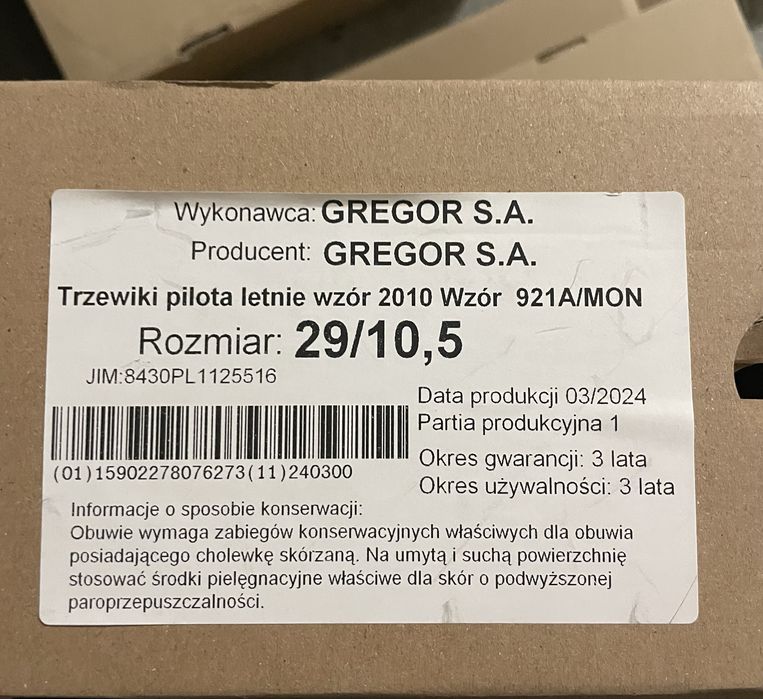 Wykonawca: GREGOR S.A.
Producent: GREGOR S.A.
Trzewiki pilota letnie wzór 2010 Wzór 921A/MON
Rozmiar: 29/10,5
JIM:8430PL1125516
Data produkcji 03/2024
Partia produkcyjna 1
(01)15902278076273(11)240300
Okres gwarancji: 3 lata
Okres używalności: 3 lata
Informacje o sposobie konserwacji:
Obuwie wymaga zabiegów konserwacyjnych właściwych dla obuwia
posiadającego cholewkę skórzaną. Na umytą i suchą powierzchnię
stosować środki pielęgnacyjne właściwe dla skór o podwyższonej
paroprzepuszczalności.